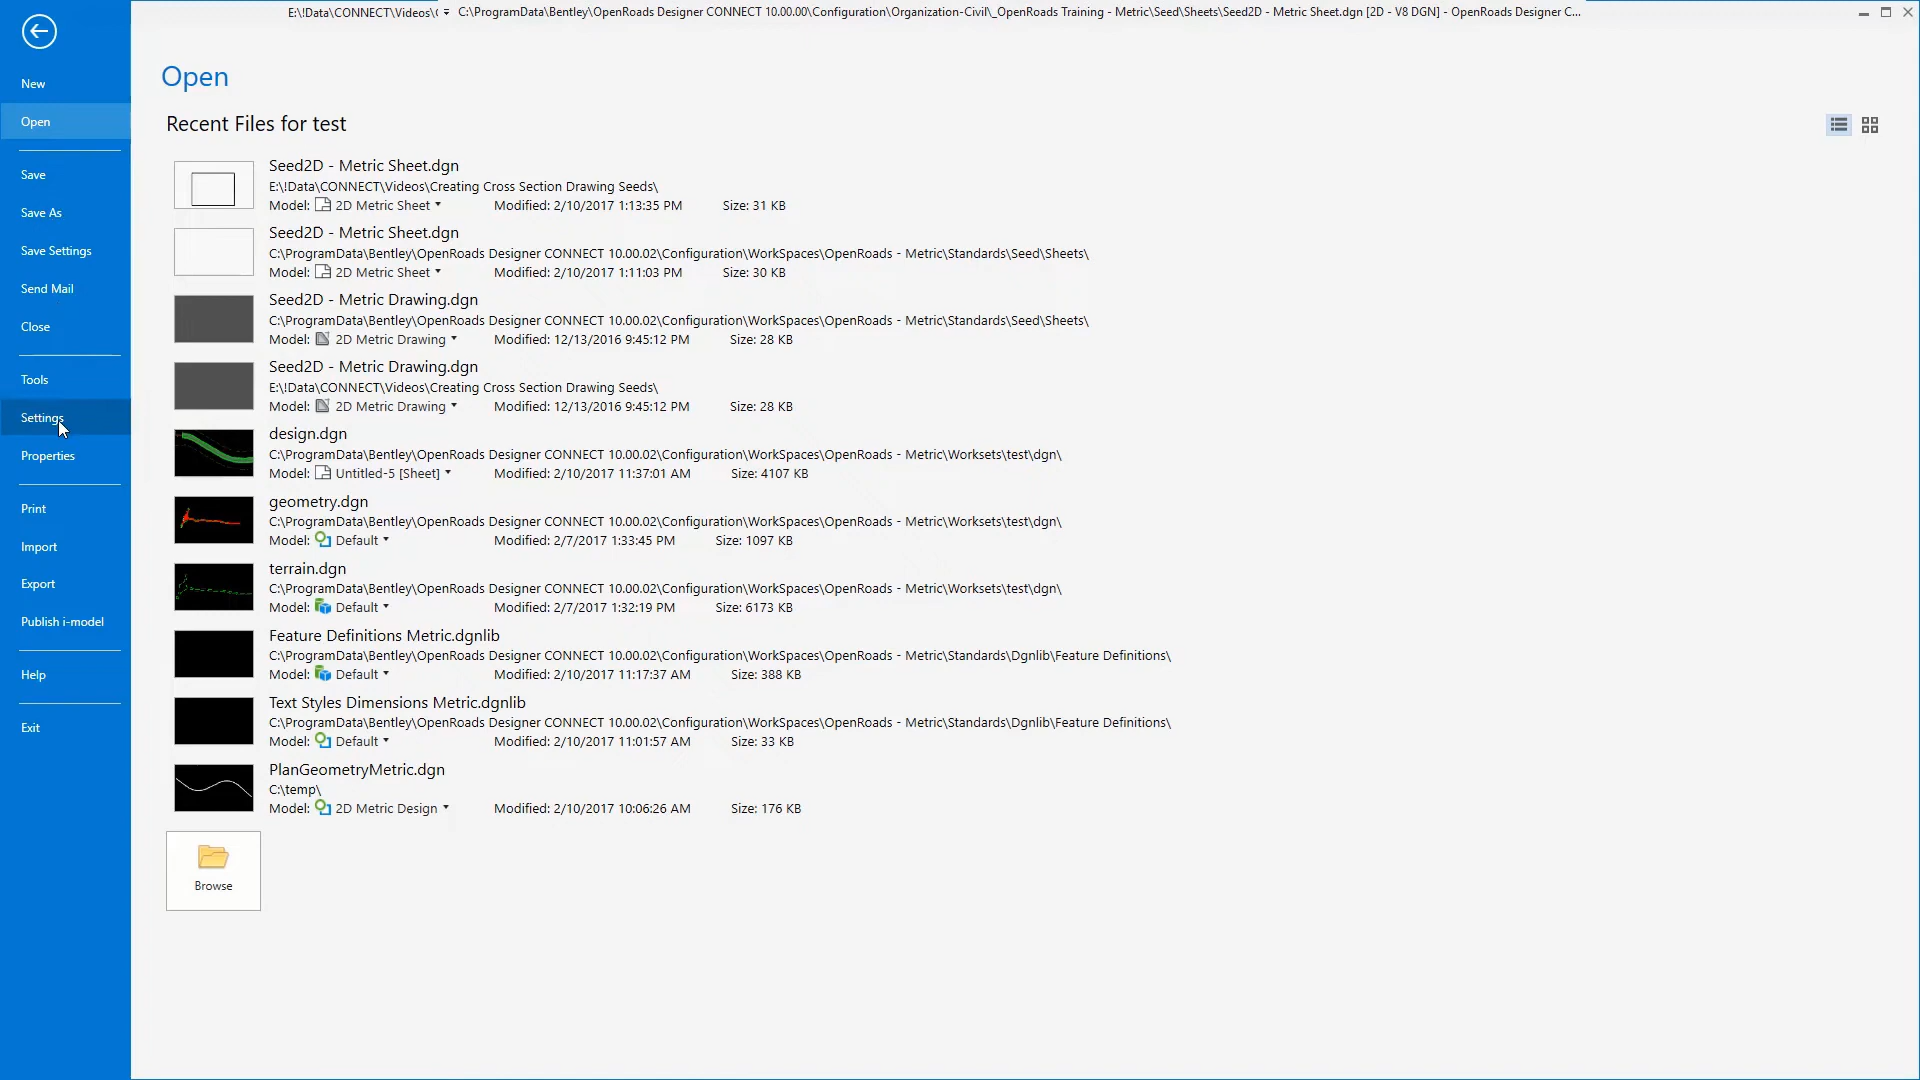 E:\!Data\CONNECT\Videos\( C:\ProgramData\Bentley\OpenRoads Designer CONNECT 10.00.00\Configuration\Organization-Civil\_OpenRoads Training - Metric\Seed\Sheets\Seed2D - Metric Sheet.dgn [2D - V8 DGN] - OpenRoads Designer C...
New
Open
Save
Save As
Save Settings
Send Mail
Close
Tools
Settings
Properties
Print
Import
Export
Publish i-model
Help
Exit
Open
Recent Files for test
Seed2D - Metric Sheet.dgn
E:\!Data\CONNECT\Videos\Creating Cross Section Drawing Seeds\
Model: 2D Metric Sheet Modified: 2/10/2017 1:13:35 PM Size: 31 KB
Seed2D - Metric Sheet.dgn
C:\ProgramData\Bentley\OpenRoads Designer CONNECT 10.00.02\Configuration\WorkSpaces\OpenRoads - Metric\Standards\Seed\Sheets\
Model: 2D Metric Sheet Modified: 2/10/2017 1:11:03 PM Size: 30 KB
Seed2D - Metric Drawing.dgn
C:\ProgramData\Bentley\OpenRoads Designer CONNECT 10.00.02\Configuration\WorkSpaces\OpenRoads - Metric\Standards\Seed\Sheets\
Model: 2D Metric Drawing Modified: 12/13/2016 9:45:12 PM Size: 28 KB
Seed2D - Metric Drawing.dgn
E:\!Data\CONNECT\Videos\Creating Cross Section Drawing Seeds\
Model: 2D Metric Drawing Modified: 12/13/2016 9:45:12 PM Size: 28 KB
design.dgn
C:\ProgramData\Bentley\OpenRoads Designer CONNECT 10.00.02\Configuration\WorkSpaces\OpenRoads - Metric\Worksets\test\dgn\
Model: Untitled-5 [Sheet] Modified: 2/10/2017 11:37:01 AM Size: 4107 KB
geometry.dgn
C:\ProgramData\Bentley\OpenRoads Designer CONNECT 10.00.02\Configuration\WorkSpaces\OpenRoads - Metric\Worksets\test\dgn\
Model: Default Modified: 2/7/2017 1:33:45 PM Size: 1097 KB
terrain.dgn
C:\ProgramData\Bentley\OpenRoads Designer CONNECT 10.00.02\Configuration\WorkSpaces\OpenRoads - Metric\Worksets\test\dgn\
Model: Default Modified: 2/7/2017 1:32:19 PM Size: 6173 KB
Feature Definitions Metric.dgnlib
C:\ProgramData\Bentley\OpenRoads Designer CONNECT 10.00.02\Configuration\WorkSpaces\OpenRoads - Metric\Standards\Dgnlib\Feature Definitions\
Model: Default Modified: 2/10/2017 11:17:37 AM Size: 388 KB
Text Styles Dimensions Metric.dgnlib
C:\ProgramData\Bentley\OpenRoads Designer CONNECT 10.00.02\Configuration\WorkSpaces\OpenRoads - Metric\Standards\Dgnlib\Feature Definitions\
Model: Default Modified: 2/10/2017 11:01:57 AM Size: 33 KB
PlanGeometryMetric.dgn
C:\temp\
Model: 2D Metric Design Modified: 2/10/2017 10:06:26 AM Size: 176 KB
Browse